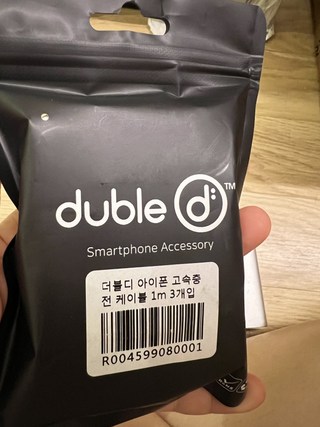 duble d:™
Smartphone Accessory
더블디 아이폰 고속충
전 케이블 1m 3개입
R004599080001